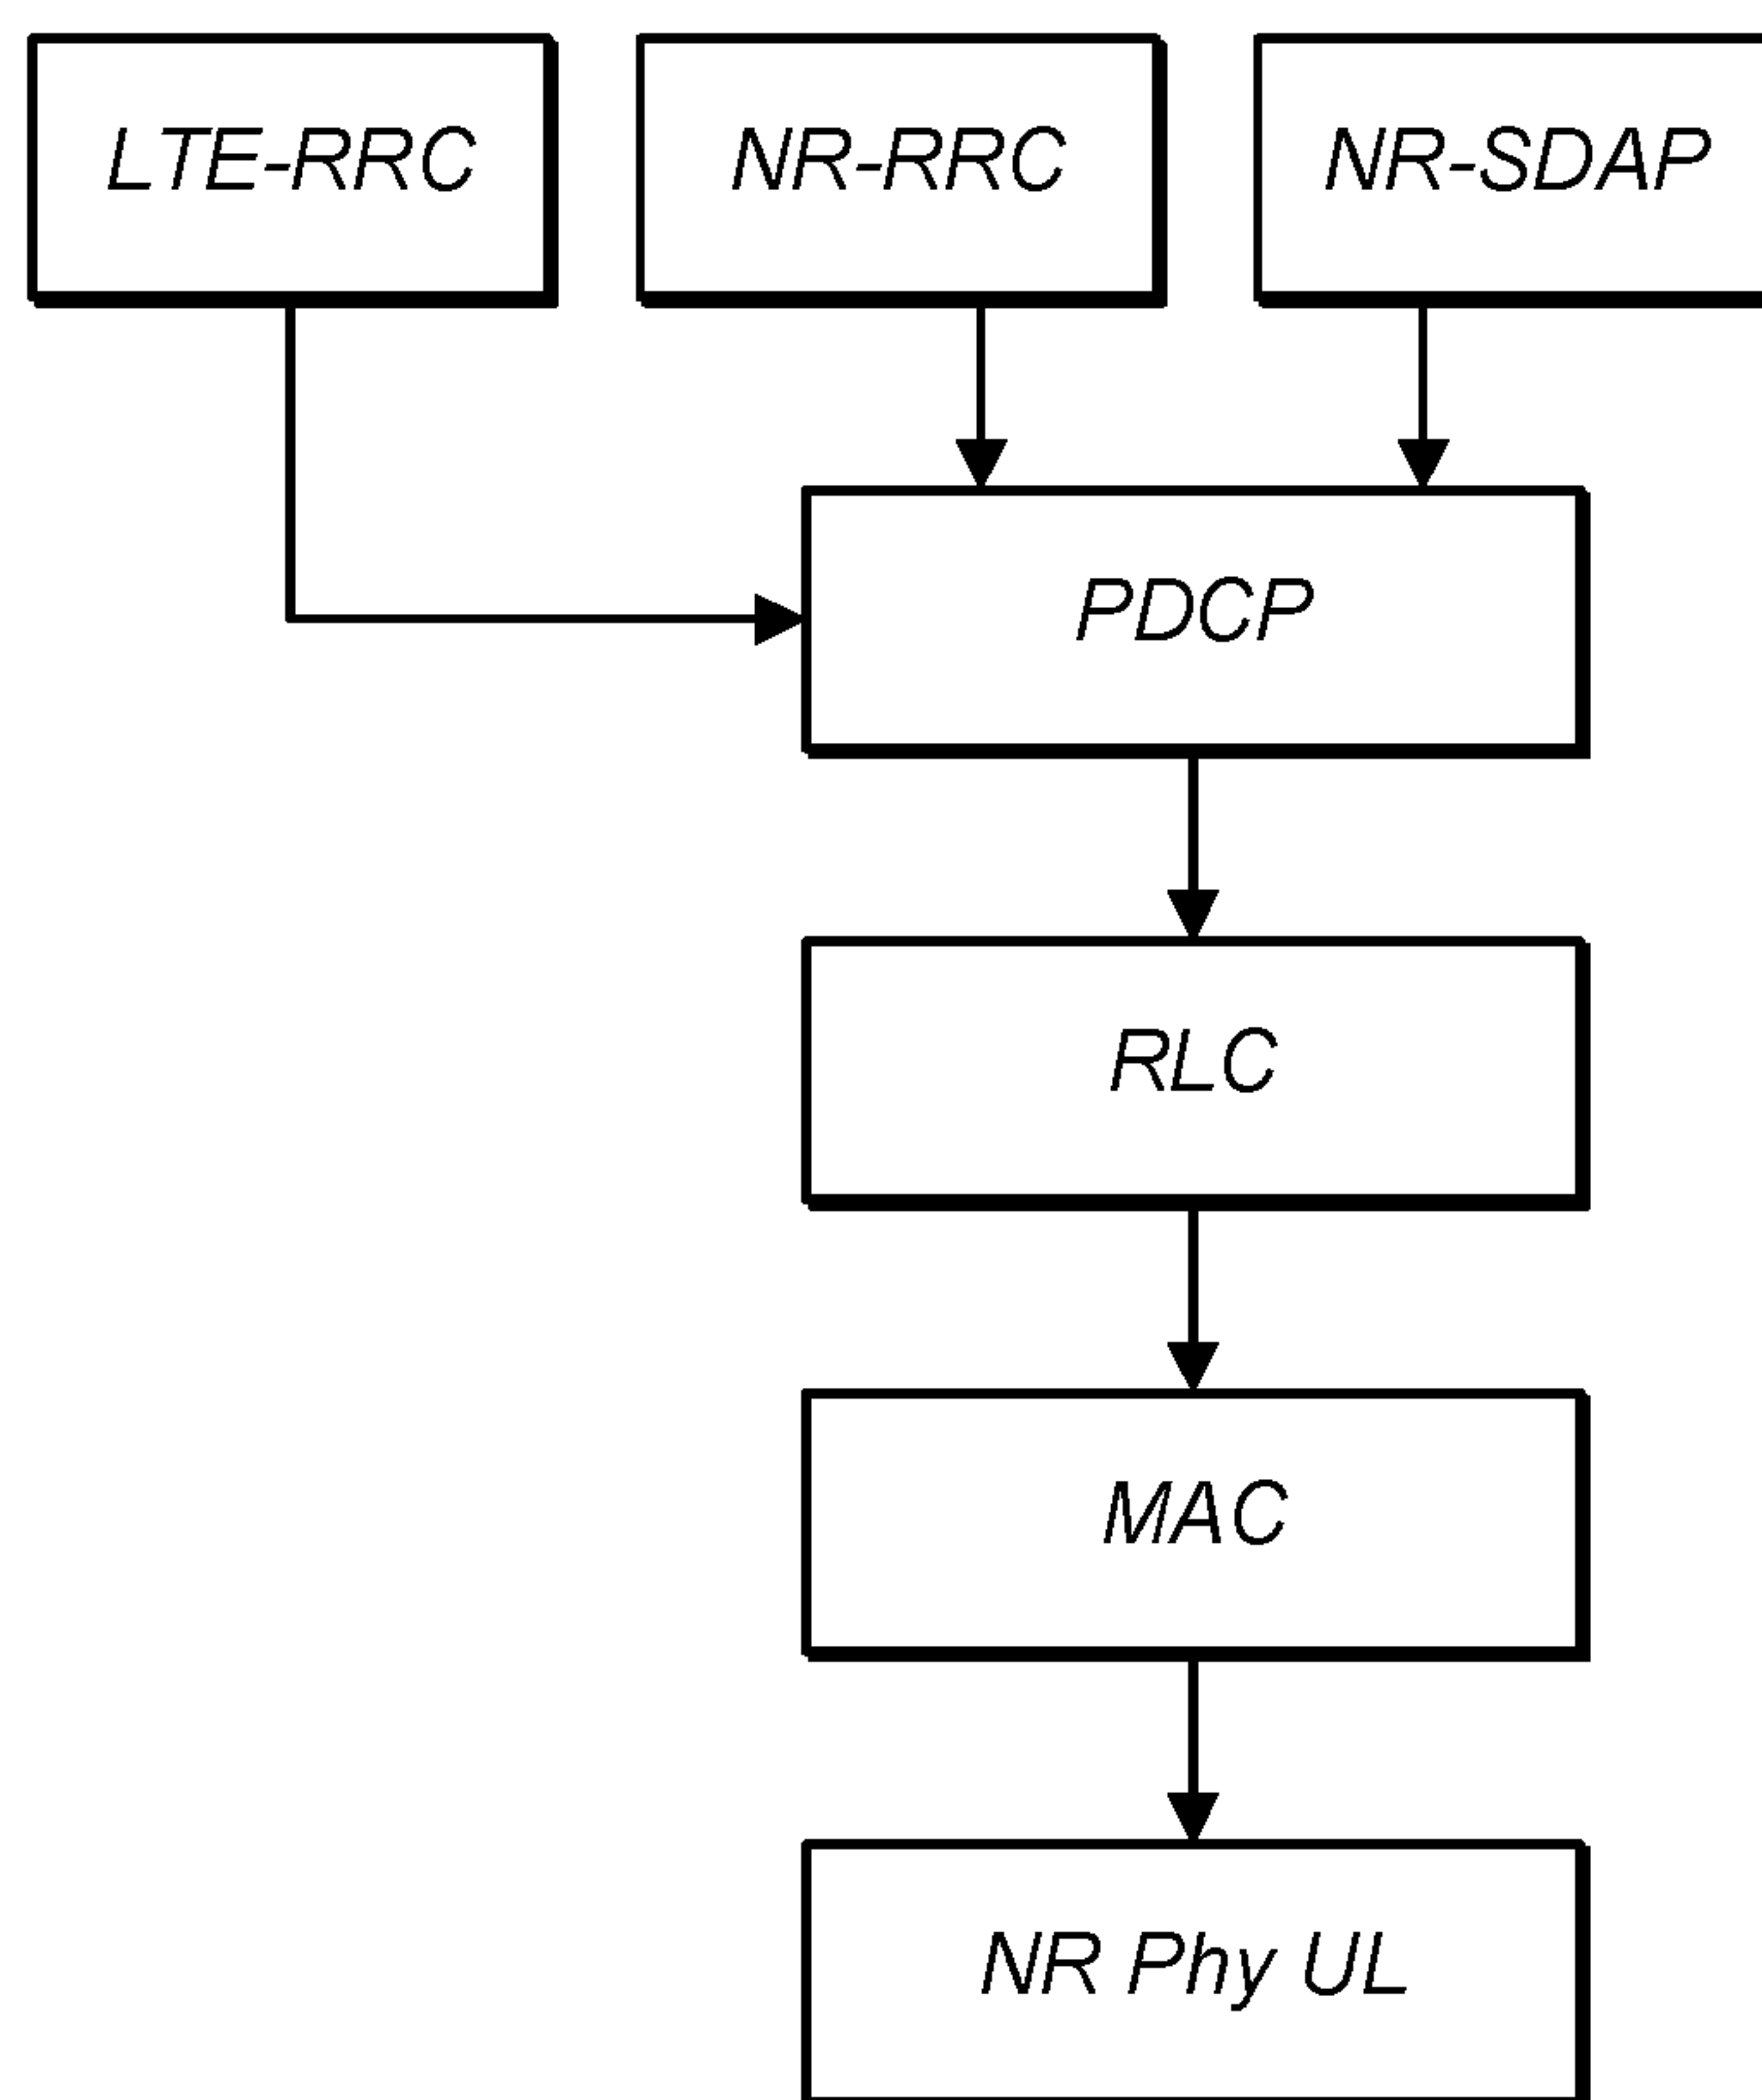 LTE-RRC
NR-RRC
NR-SDAP
PDCP
RLC
MAC
NR Phy UL